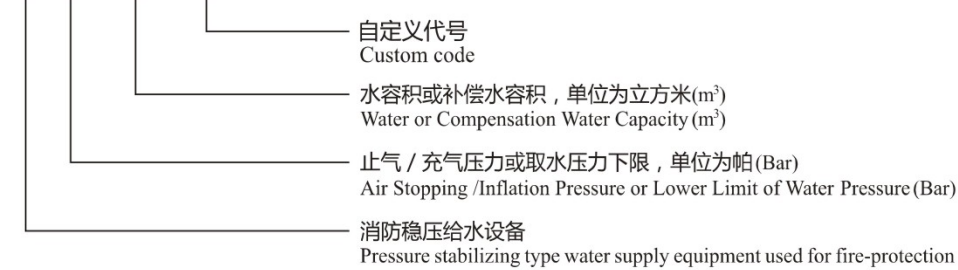 自定义代号
Custom code
水容积或补偿水容积，单位为立方米(m³)
Water or Compensation Water Capacity (m³)
止气 / 充气压力或取水压力下限，单位为帕(Bar)
Air Stopping /Inflation Pressure or Lower Limit of Water Pressure (Bar)
消防稳压给水设备
Pressure stabilizing type water supply equipment used for fire-protection